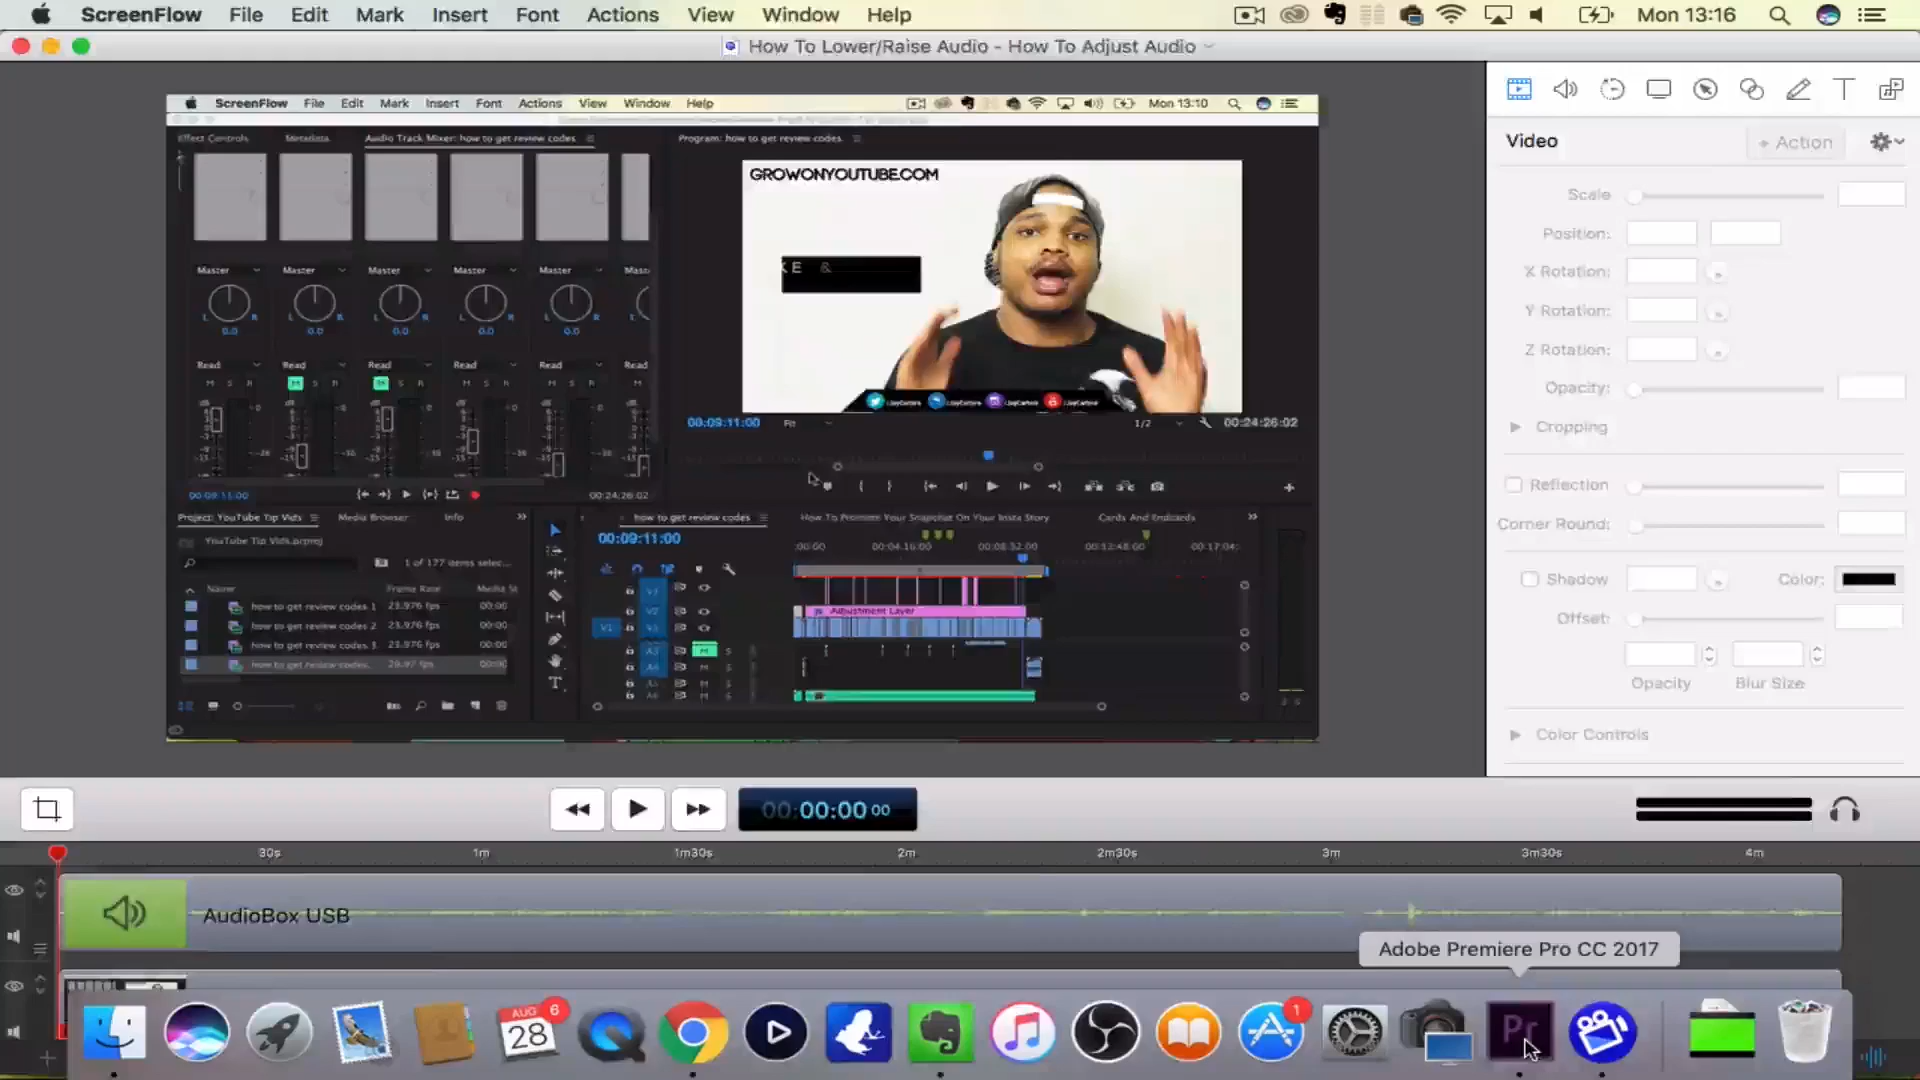 ScreenFlow File Edit Mark Insert Font Actions View Window Help Mon 13:16
How To Lower/Raise Audio - How To Adjust Audio
ScreenFlow File Edit Mark Insert Font Actions View Window Help Mon 13:10
Effect Controls Metadata Audio Track Mixer: how to get review codes Program: how to get review codes
GROWONYOUTUBE.COM
KE &
Master Master Master Master Master Mas
L R L R L R L R L R L
0.0 0.0 0.0 0.0 0.0
Read Read Read Read Read Read
M S R M S R M S R M S R M S R M
00:09:11:00 Fit 1/2 00:24:26:02
00:09:11:00 00:24:26:02
Project: YouTube Tip Vids Media Browser Info
how to get review codes How To Promote Your Snapchat On Your Insta Story Cards And Endcards
YouTube Tip Vids.prproj
00:09:11:00
:00:00 00:04:16:00 00:08:32:00 00:12:48:00 00:17:04:
1 of 177 items selec...
Name Frame Rate Media St
how to get review codes 1 23.976 fps 00:00
how to get review codes 2 23.976 fps 00:00
how to get review codes 3 23.976 fps 00:00
how to get review codes. 29.97 fps 00:00
V3
V2
V1 V1
A3 M S
A4 M S
Adjustment Layer
Video + Action
Scale
Position:
X Rotation:
Y Rotation:
Z Rotation:
Opacity:
Cropping
Reflection
Corner Round:
Shadow Color:
Offset:
Opacity Blur Size
Color Controls
00:00:00 00
30s 1m 1m30s 2m 2m30s 3m 3m30s 4m
AudioBox USB
Adobe Premiere Pro CC 2017
AUG
28
6
1
Pr